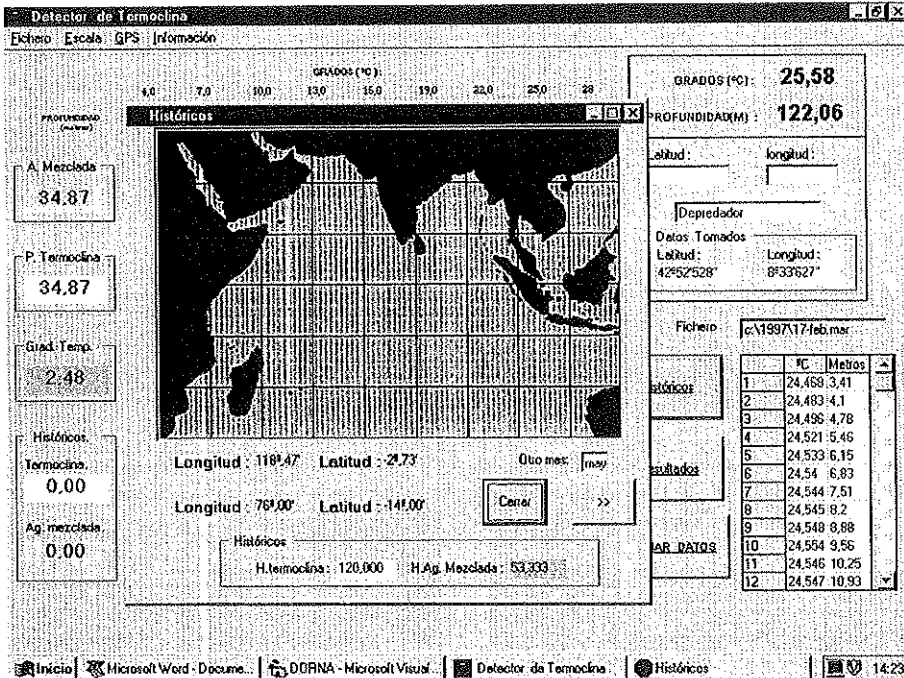 Detector de Termoclina
Fichero Escala GPS Información
GRADOS (ºC):
4,0 7,0 10,0 13,0 16,0 19,0 22,0 25,0 28
PROFUNDIDAD
(metros)
A. Mezclada
34.87
P. Termoclina
34.87
Grad. Temp.
2.48
Históricos.
Termoclina.
0,00
Ag. mezclada
0,00
Históricos
Longitud : 118º,47' Latitud : -2º,73'
Otro mes: may
Longitud : 76º,00' Latitud : -14º,00'
Cerrar >>
Históricos
H.termoclina : 120,000 H.Ag. Mezclada : 53,333
GRADOS (ºC) : 25,58
PROFUNDIDAD(M) : 122,06
Latitud : longitud :
Depredador
Datos Tomados
Latitud : Longitud :
42º52'528" 8º33'627"
Fichero c:\1997\17-feb.mar
stóricos
esultados
AR DATOS
ºC Metros
1 24,468 3,41
2 24,483 4,1
3 24,496 4,78
4 24,521 5,46
5 24,533 6,15
6 24,54 6,83
7 24,544 7,51
8 24,545 8,2
9 24,548 8,88
10 24,554 9,56
11 24,546 10,25
12 24,547 10,93
Inicio Microsoft Word - Docume... DORNA - Microsoft Visual... Detector de Termoclina Históricos 14:23